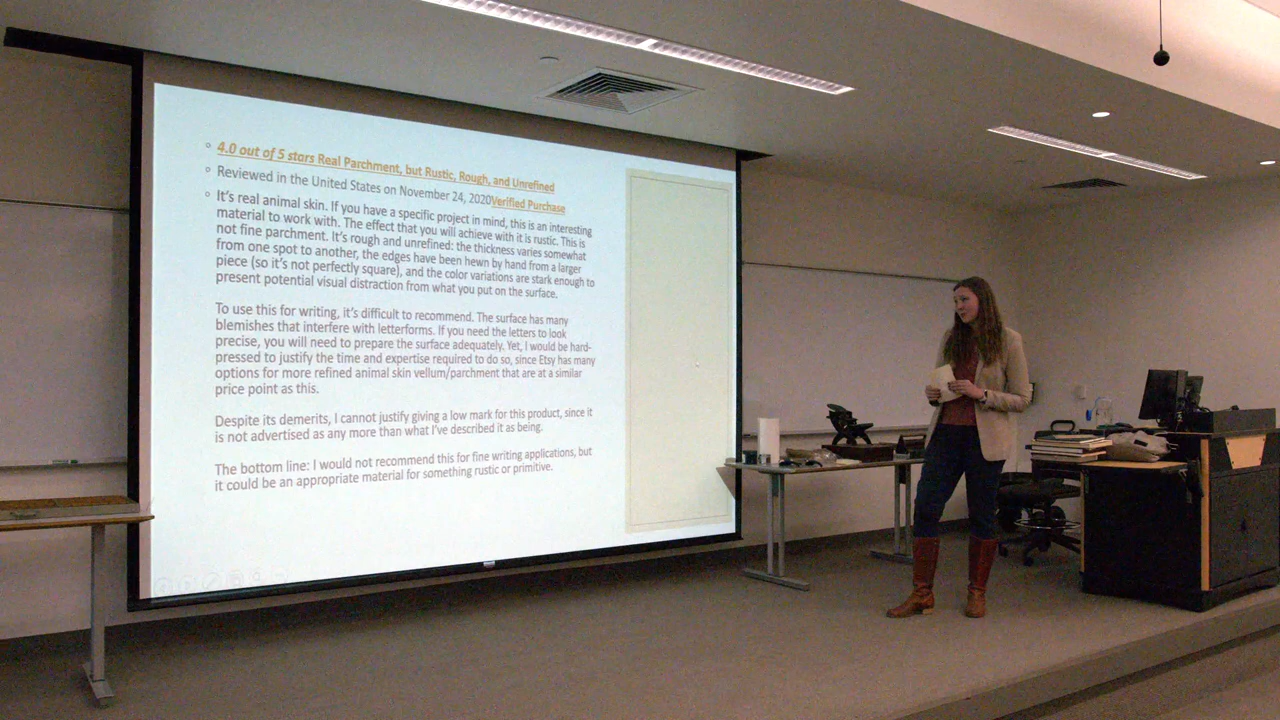 4.0 out of 5 stars Real Parchment, but Rustic, Rough, and Unrefined
Reviewed in the United States on November 24, 2020Verified Purchase
It's real animal skin. If you have a specific project in mind, this is an interesting
material to work with. The effect that you will achieve with it is rustic. This is
not fine parchment. It's rough and unrefined: the thickness varies somewhat
from one spot to another, the edges have been hewn by hand from a larger
piece (so it's not perfectly square), and the color variations are stark enough to
present potential visual distraction from what you put on the surface.
To use this for writing, it's difficult to recommend. The surface has many
blemishes that interfere with letterforms. If you need the letters to look
precise, you will need to prepare the surface adequately. Yet, I would be hard-
pressed to justify the time and expertise required to do so, since Etsy has many
options for more refined animal skin vellum/parchment that are at a similar
price point as this.
Despite its demerits, I cannot justify giving a low mark for this product, since it
is not advertised as any more than what I've described it as being.
The bottom line: I would not recommend this for fine writing applications, but
it could be an appropriate material for something rustic or primitive.